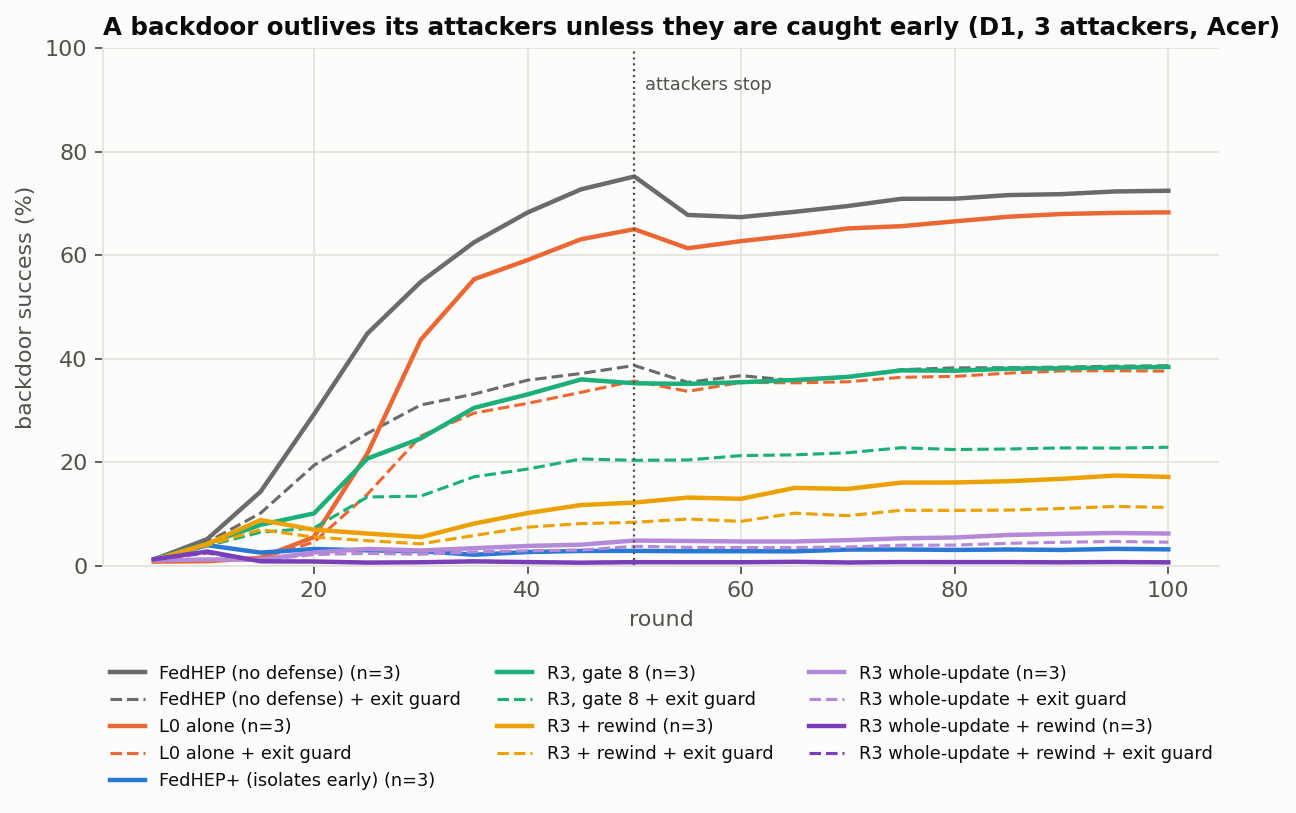 A backdoor outlives its attackers unless they are caught early (D1, 3 attackers, Acer)
100
80
60
40
20
0
backdoor success (%)
attackers stop
20
40
60
80
100
round
FedHEP (no defense) (n=3)
FedHEP (no defense) + exit guard
L0 alone (n=3)
L0 alone + exit guard
FedHEP+ (isolates early) (n=3)
R3, gate 8 (n=3)
R3, gate 8 + exit guard
R3 + rewind (n=3)
R3 + rewind + exit guard
R3 whole-update (n=3)
R3 whole-update + exit guard
R3 whole-update + rewind (n=3)
R3 whole-update + rewind + exit guard